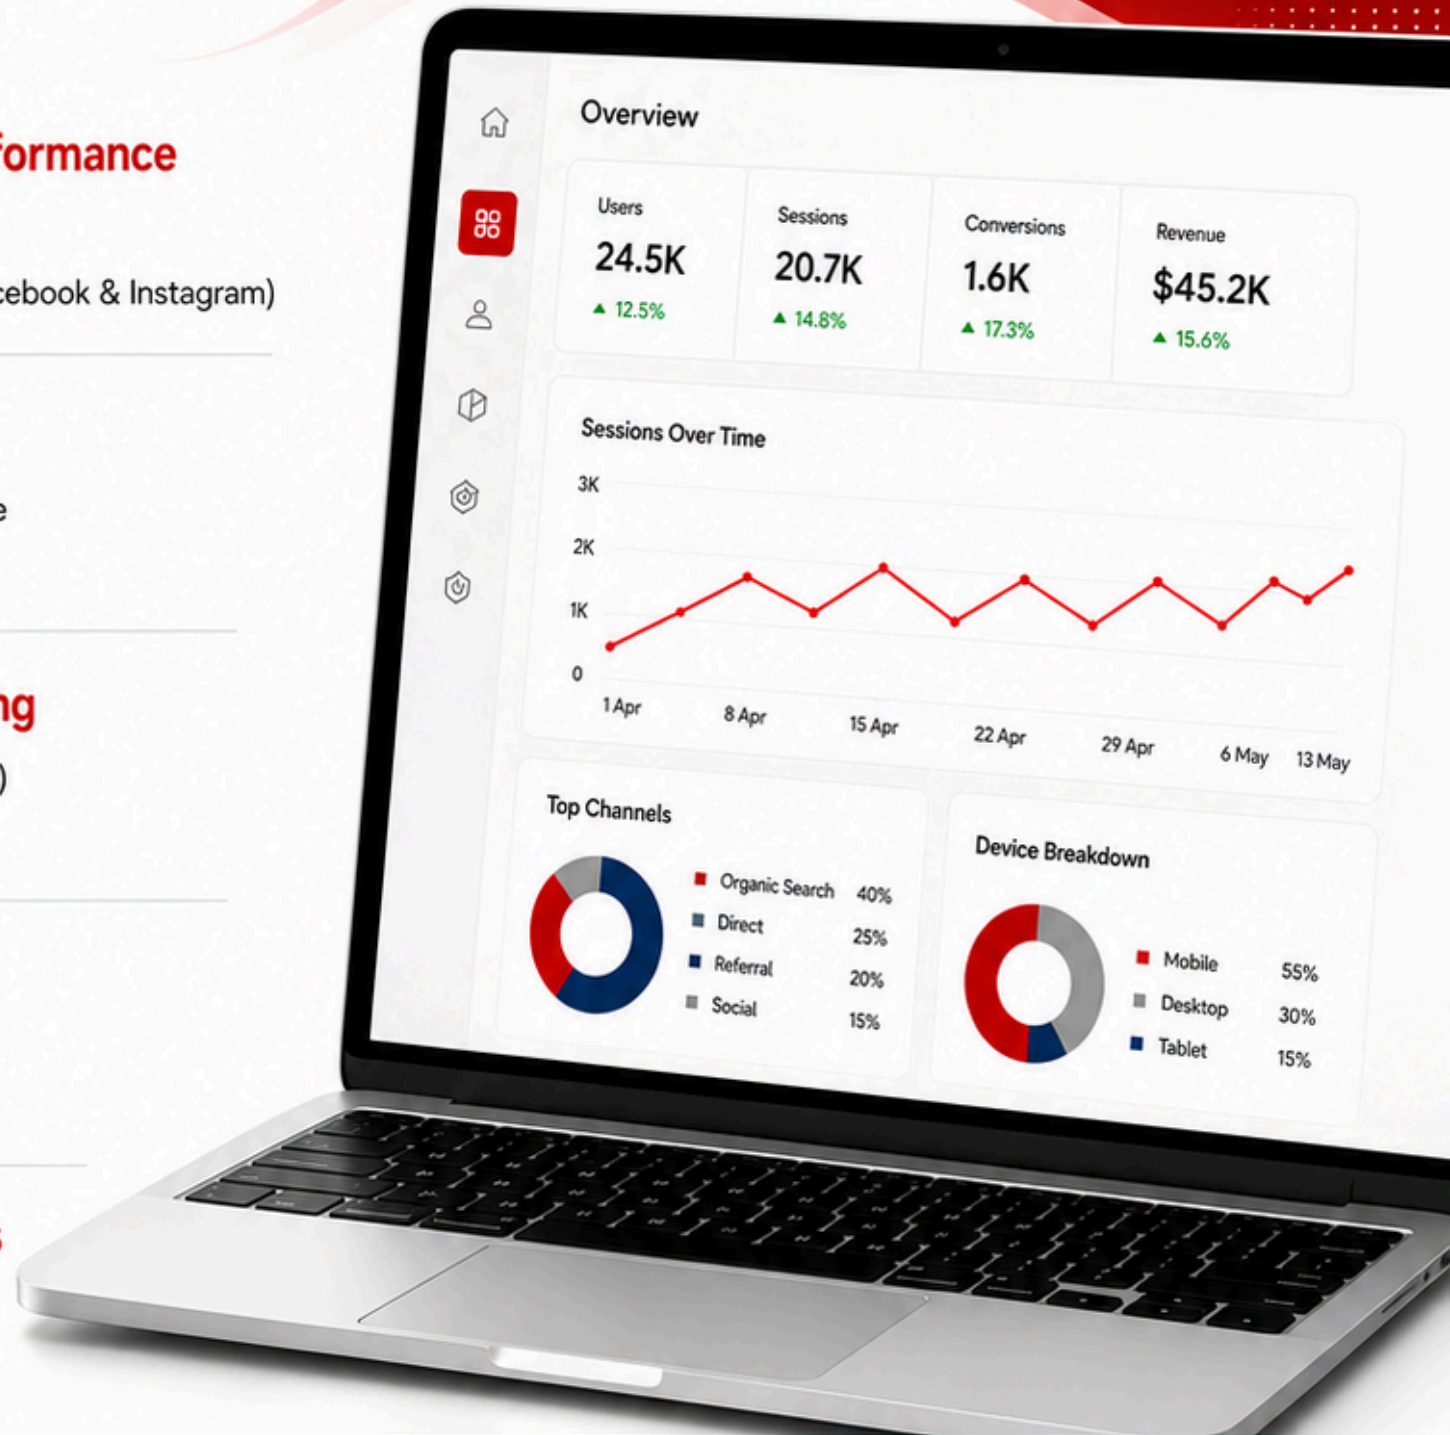 formance
cebook & Instagram)
e
ng
)
s
Overview
Users
24.5K
▲ 12.5%
Sessions
20.7K
▲ 14.8%
Conversions
1.6K
▲ 17.3%
Revenue
$45.2K
▲ 15.6%
Sessions Over Time
3K
2K
1K
0
1 Apr
8 Apr
15 Apr
22 Apr
29 Apr
6 May
13 May
Top Channels
Organic Search 40%
Direct 25%
Referral 20%
Social 15%
Device Breakdown
Mobile 55%
Desktop 30%
Tablet 15%